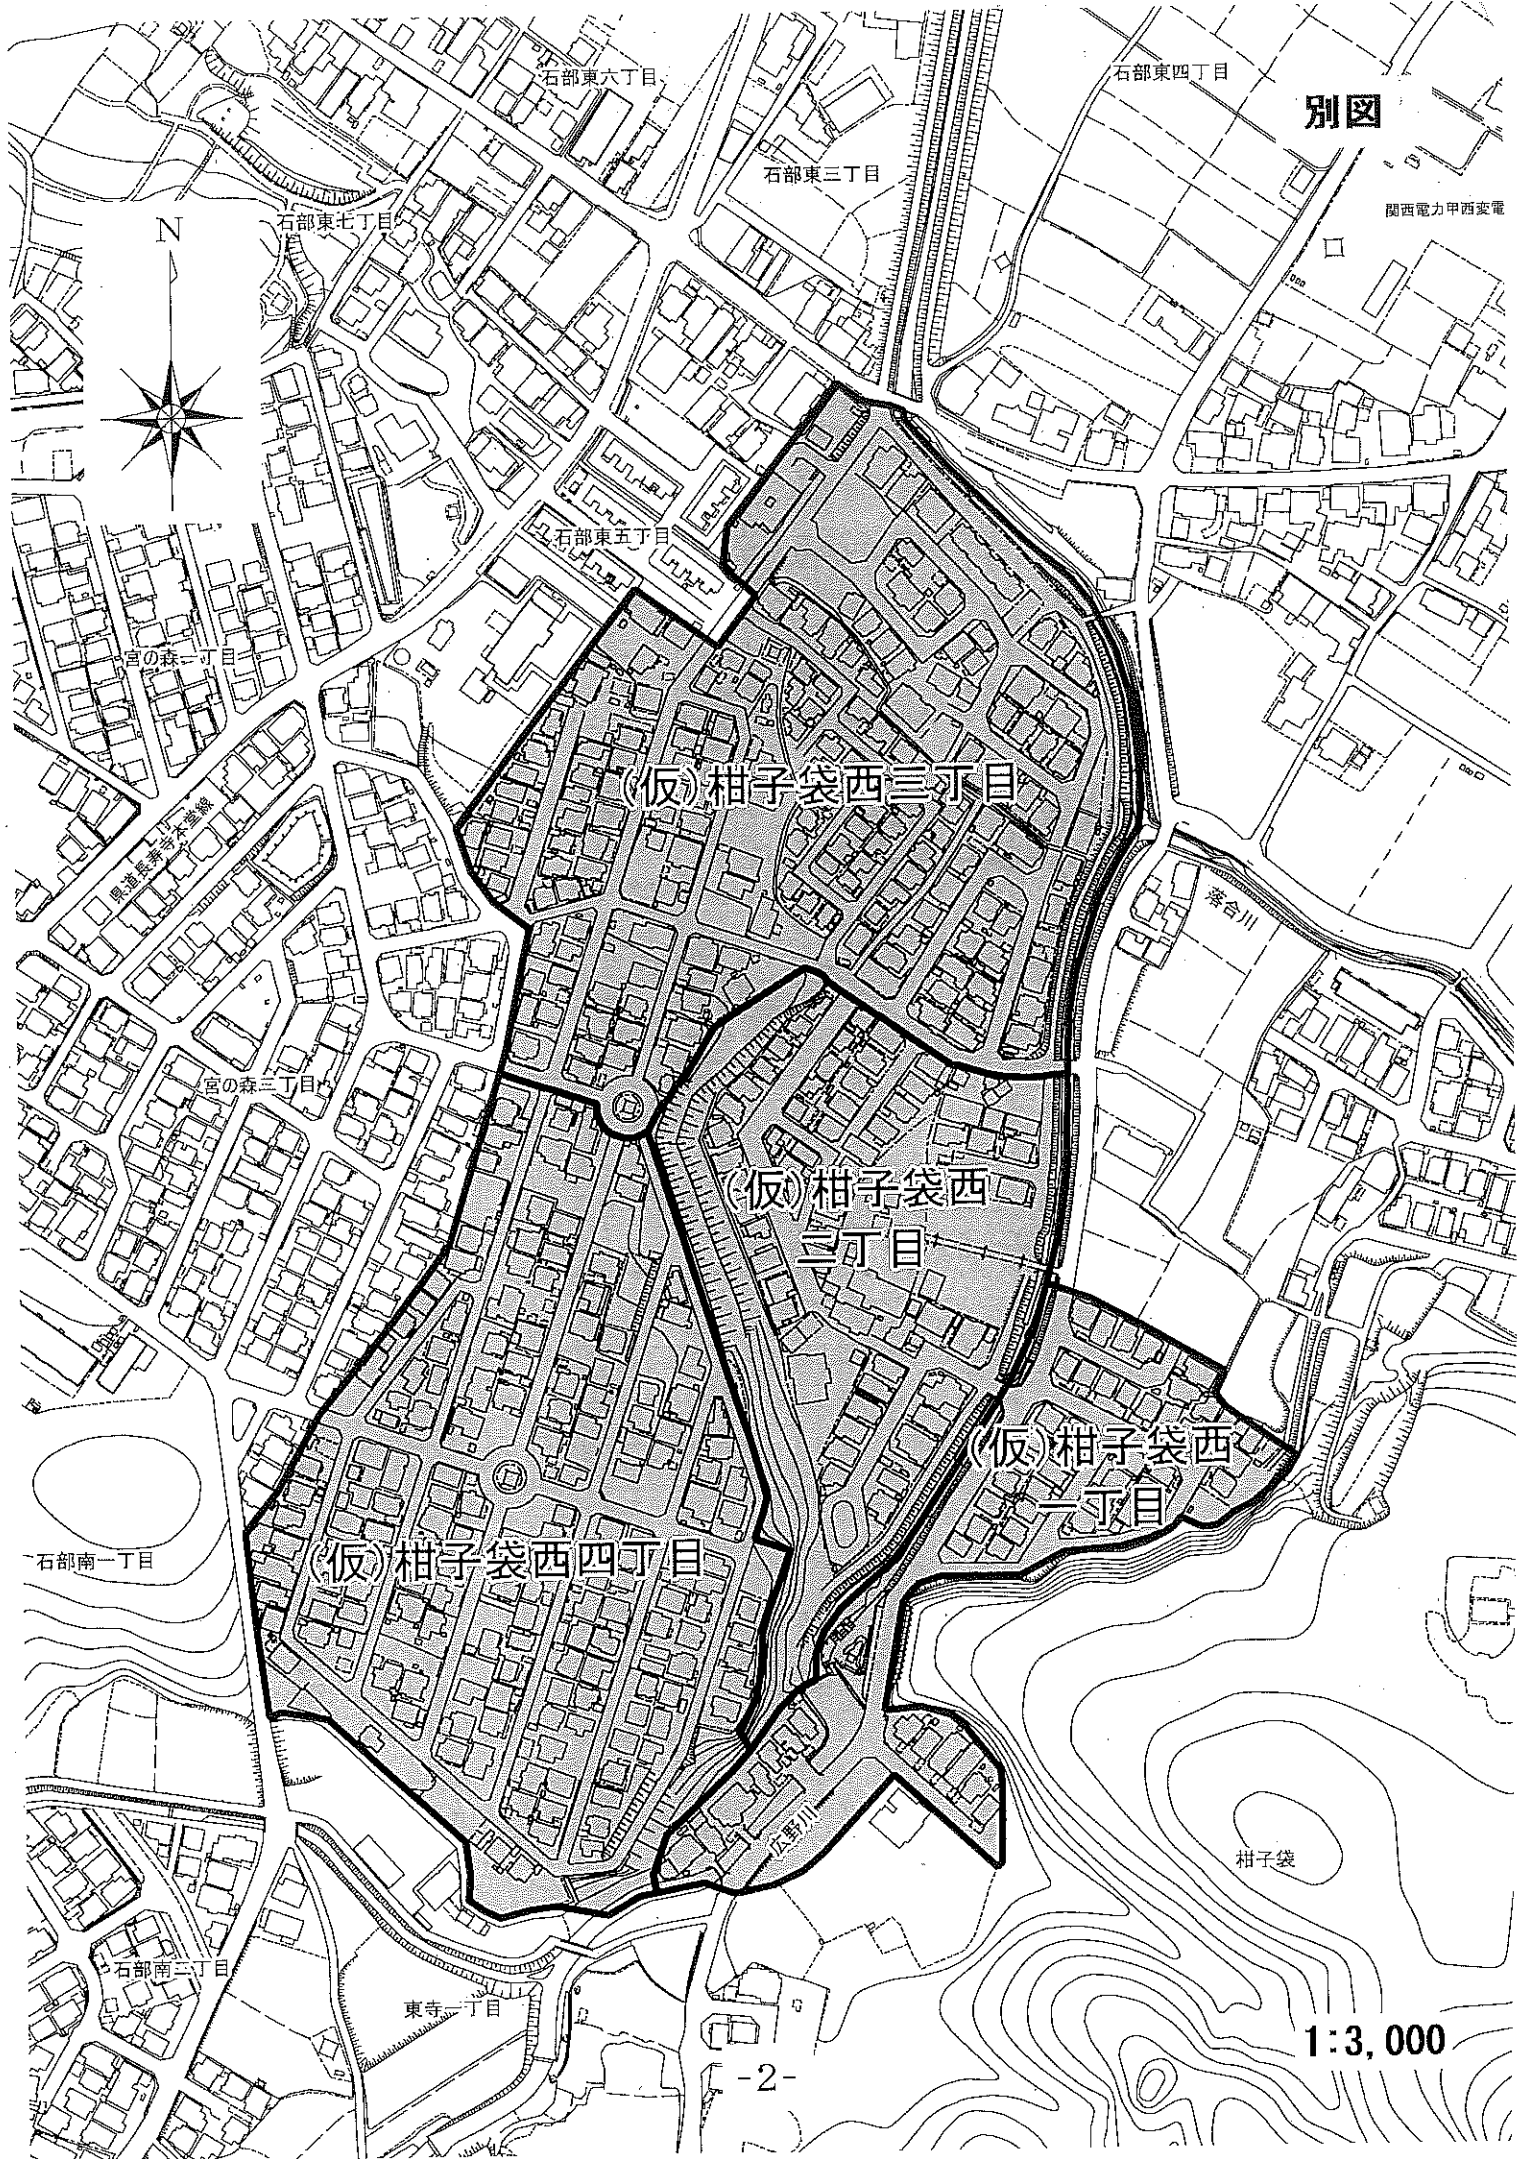 石部東六丁目
石部東四丁目
別図
石部東三丁目
関西電力甲西変電
石部東七丁目
N
石部東五丁目
宮の森一丁目
(仮)柑子袋西三丁目
県道長寿寺本堂線
落合川
宮の森三丁目
(仮)柑子袋西
二丁目
(仮)柑子袋西
一丁目
石部南一丁目
(仮)柑子袋西四丁目
広野川
柑子袋
石部南二丁目
東寺一丁目
1:3,000
-2-